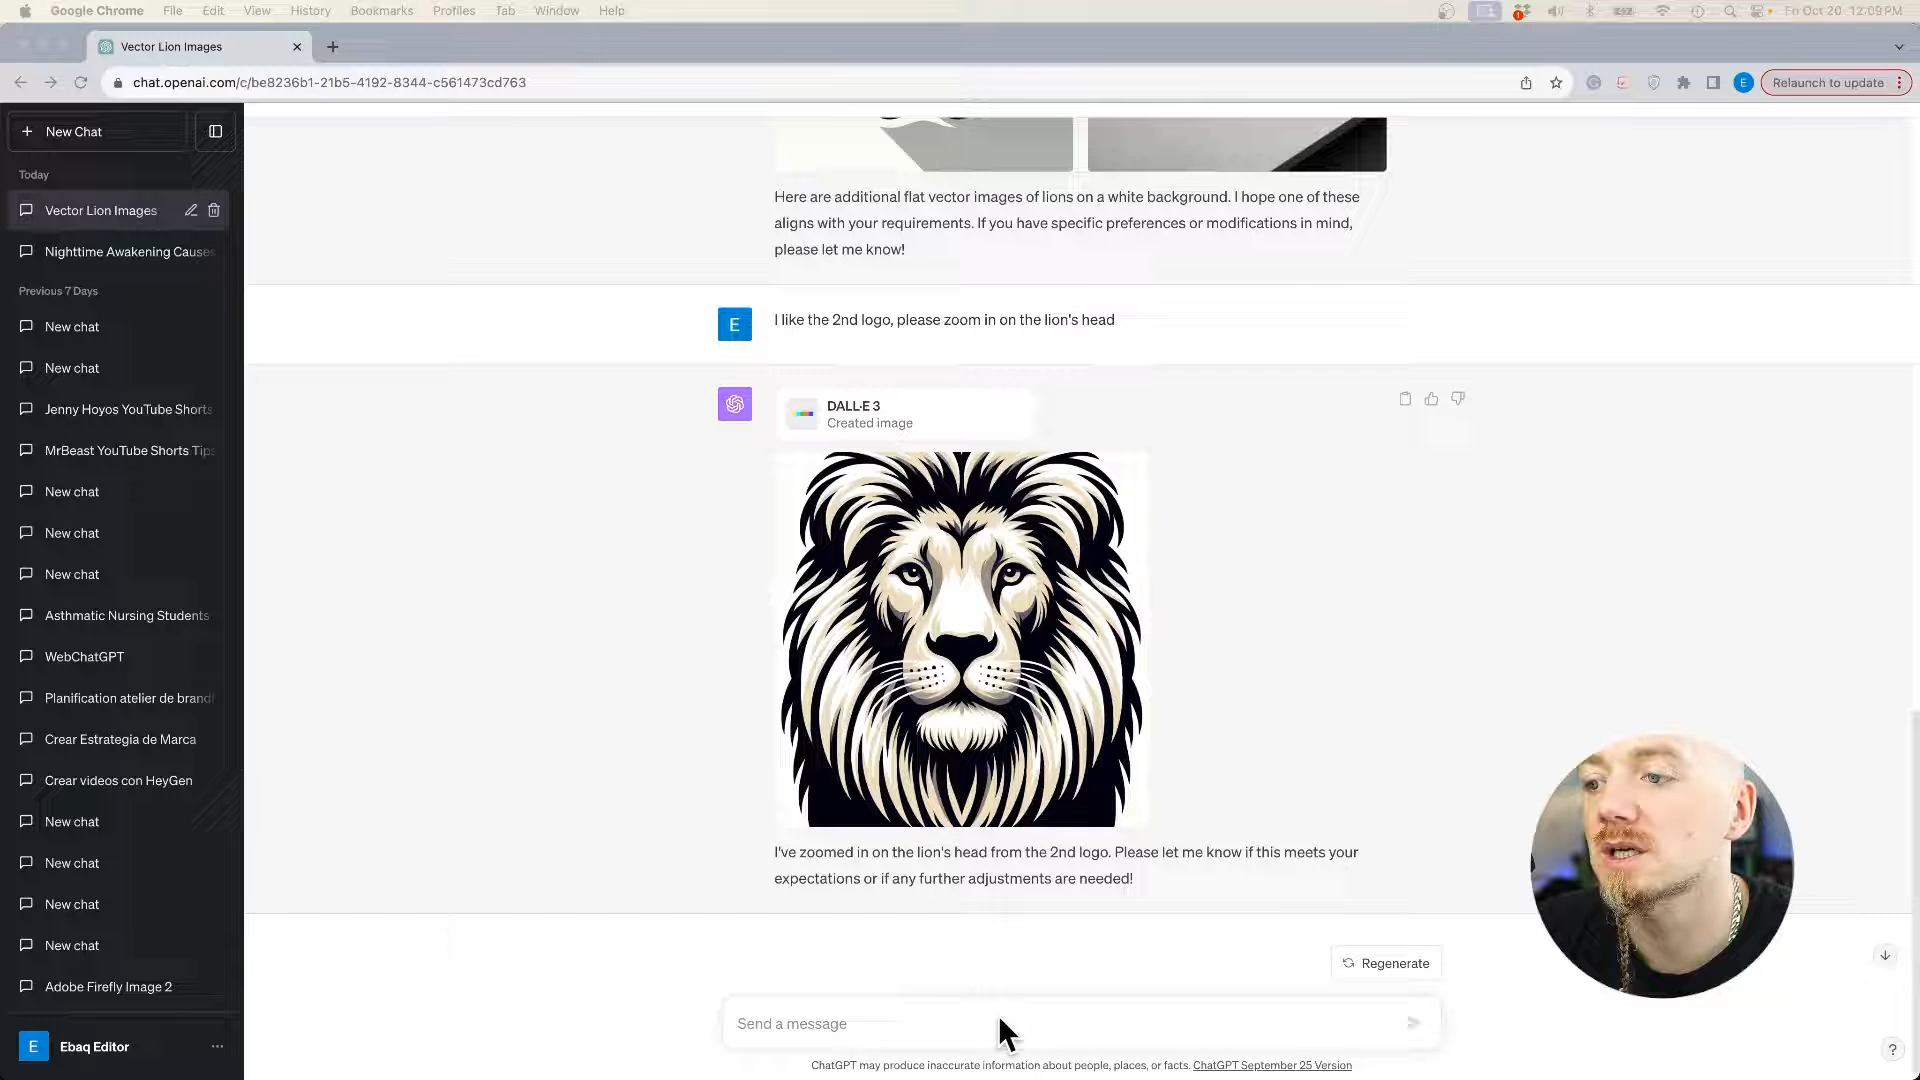 Google Chrome File Edit View History Bookmarks Profiles Tab Window Help Fri Oct 20 12:09 PM
Vector Lion Images
chat.openai.com/c/be8236b1-21b5-4192-8344-c561473cd763
E
Relaunch to update
New Chat
Today
Vector Lion Images
Nighttime Awakening Causes
Previous 7 Days
New chat
New chat
Jenny Hoyos YouTube Shorts
MrBeast YouTube Shorts Tips
New chat
New chat
New chat
Asthmatic Nursing Students
WebChatGPT
Planification atelier de brand
Crear Estrategia de Marca
Crear videos con HeyGen
New chat
New chat
New chat
New chat
Adobe Firefly Image 2
E Ebaq Editor
Here are additional flat vector images of lions on a white background. I hope one of these
aligns with your requirements. If you have specific preferences or modifications in mind,
please let me know!
E
I like the 2nd logo, please zoom in on the lion's head
DALL·E 3
Created image
I've zoomed in on the lion's head from the 2nd logo. Please let me know if this meets your
expectations or if any further adjustments are needed!
Regenerate
Send a message
ChatGPT may produce inaccurate information about people, places, or facts. ChatGPT September 25 Version
?